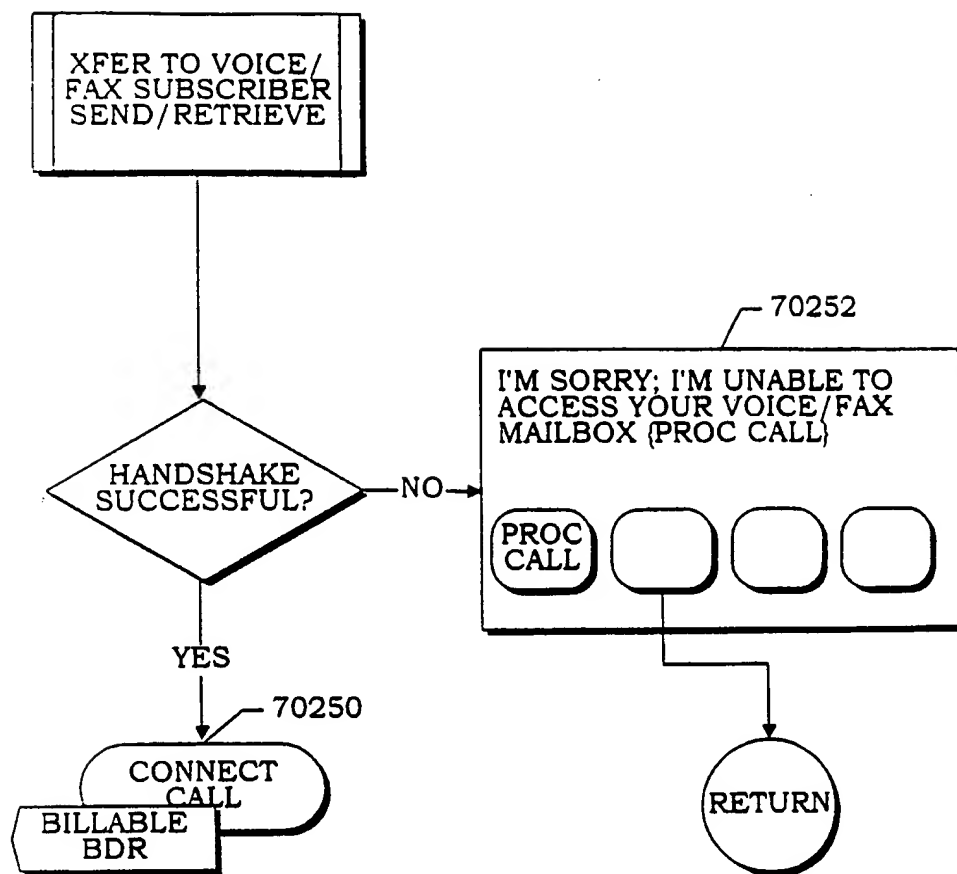 XFER TO VOICE/
FAX SUBSCRIBER
SEND/RETRIEVE
70252
I'M SORRY; I'M UNABLE TO
ACCESS YOUR VOICE/FAX
MAILBOX {PROC CALL}
HANDSHAKE
SUCCESSFUL?
NO
PROC
CALL
YES
70250
CONNECT
CALL
BILLABLE
BDR
RETURN